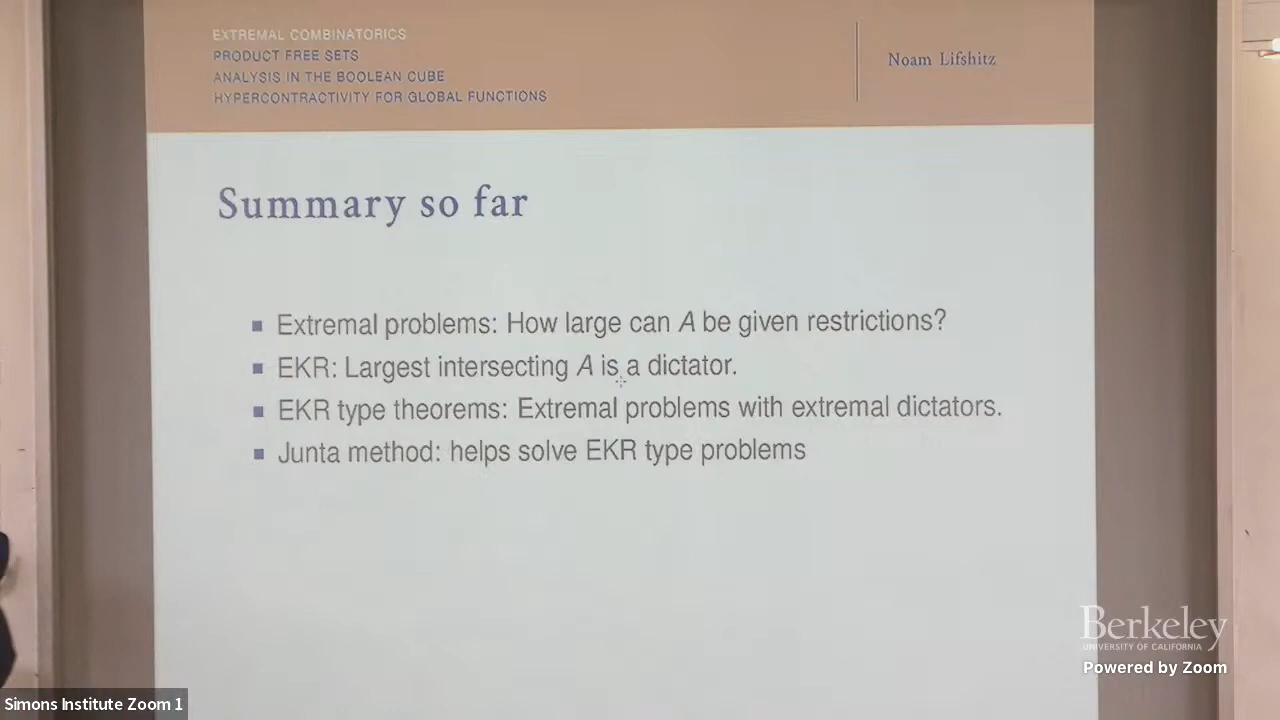 EXTREMAL COMBINATORICS
PRODUCT FREE SETS
ANALYSIS IN THE BOOLEAN CUBE
HYPERCONTRACTIVITY FOR GLOBAL FUNCTIONS
Noam Lifshitz
Summary so far
Extremal problems: How large can A be given restrictions?
EKR: Largest intersecting A is a dictator.
EKR type theorems: Extremal problems with extremal dictators.
Junta method: helps solve EKR type problems
Berkeley
UNIVERSITY OF CALIFORNIA
Powered by Zoom
Simons Institute Zoom 1